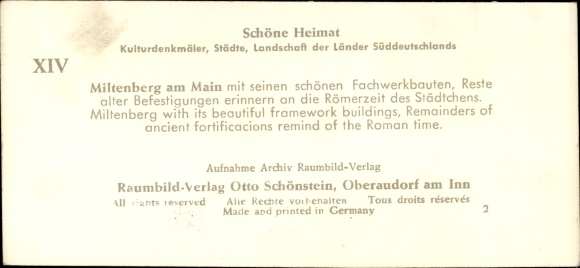 Schöne Heimat
Kulturdenkmäler, Städte, Landschaft der Länder Süddeutschlands
XIV
Miltenberg am Main mit seinen schönen Fachwerkbauten, Reste
alter Befestigungen erinnern an die Römerzeit des Städtchens.
Miltenberg with its beautiful framework buildings, Remainders of
ancient fortificacions remind of the Roman time.
Aufnahme Archiv Raumbild-Verlag
Raumbild-Verlag Otto Schönstein, Oberaudorf am Inn
All rights reserved Alle Rechte vorbehalten Tous droits réservés
Made and printed in Germany
2